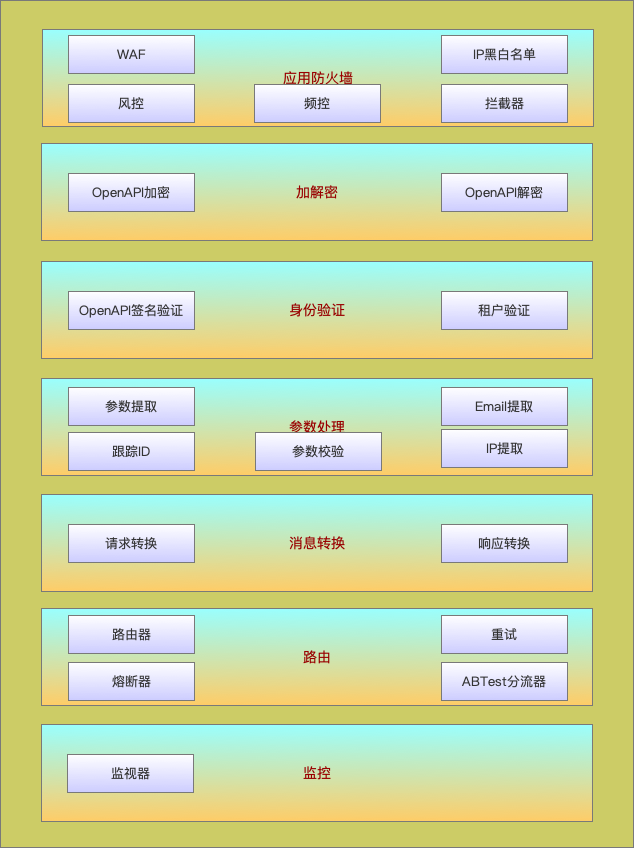 WAF
IP黑白名单
应用防火墙
风控
频控
拦截器
OpenAPI加密
加解密
OpenAPI解密
OpenAPI签名验证
身份验证
租户验证
参数提取
Email提取
参数处理
跟踪ID
参数校验
IP提取
请求转换
消息转换
响应转换
路由器
重试
路由
熔断器
ABTest分流器
监视器
监控